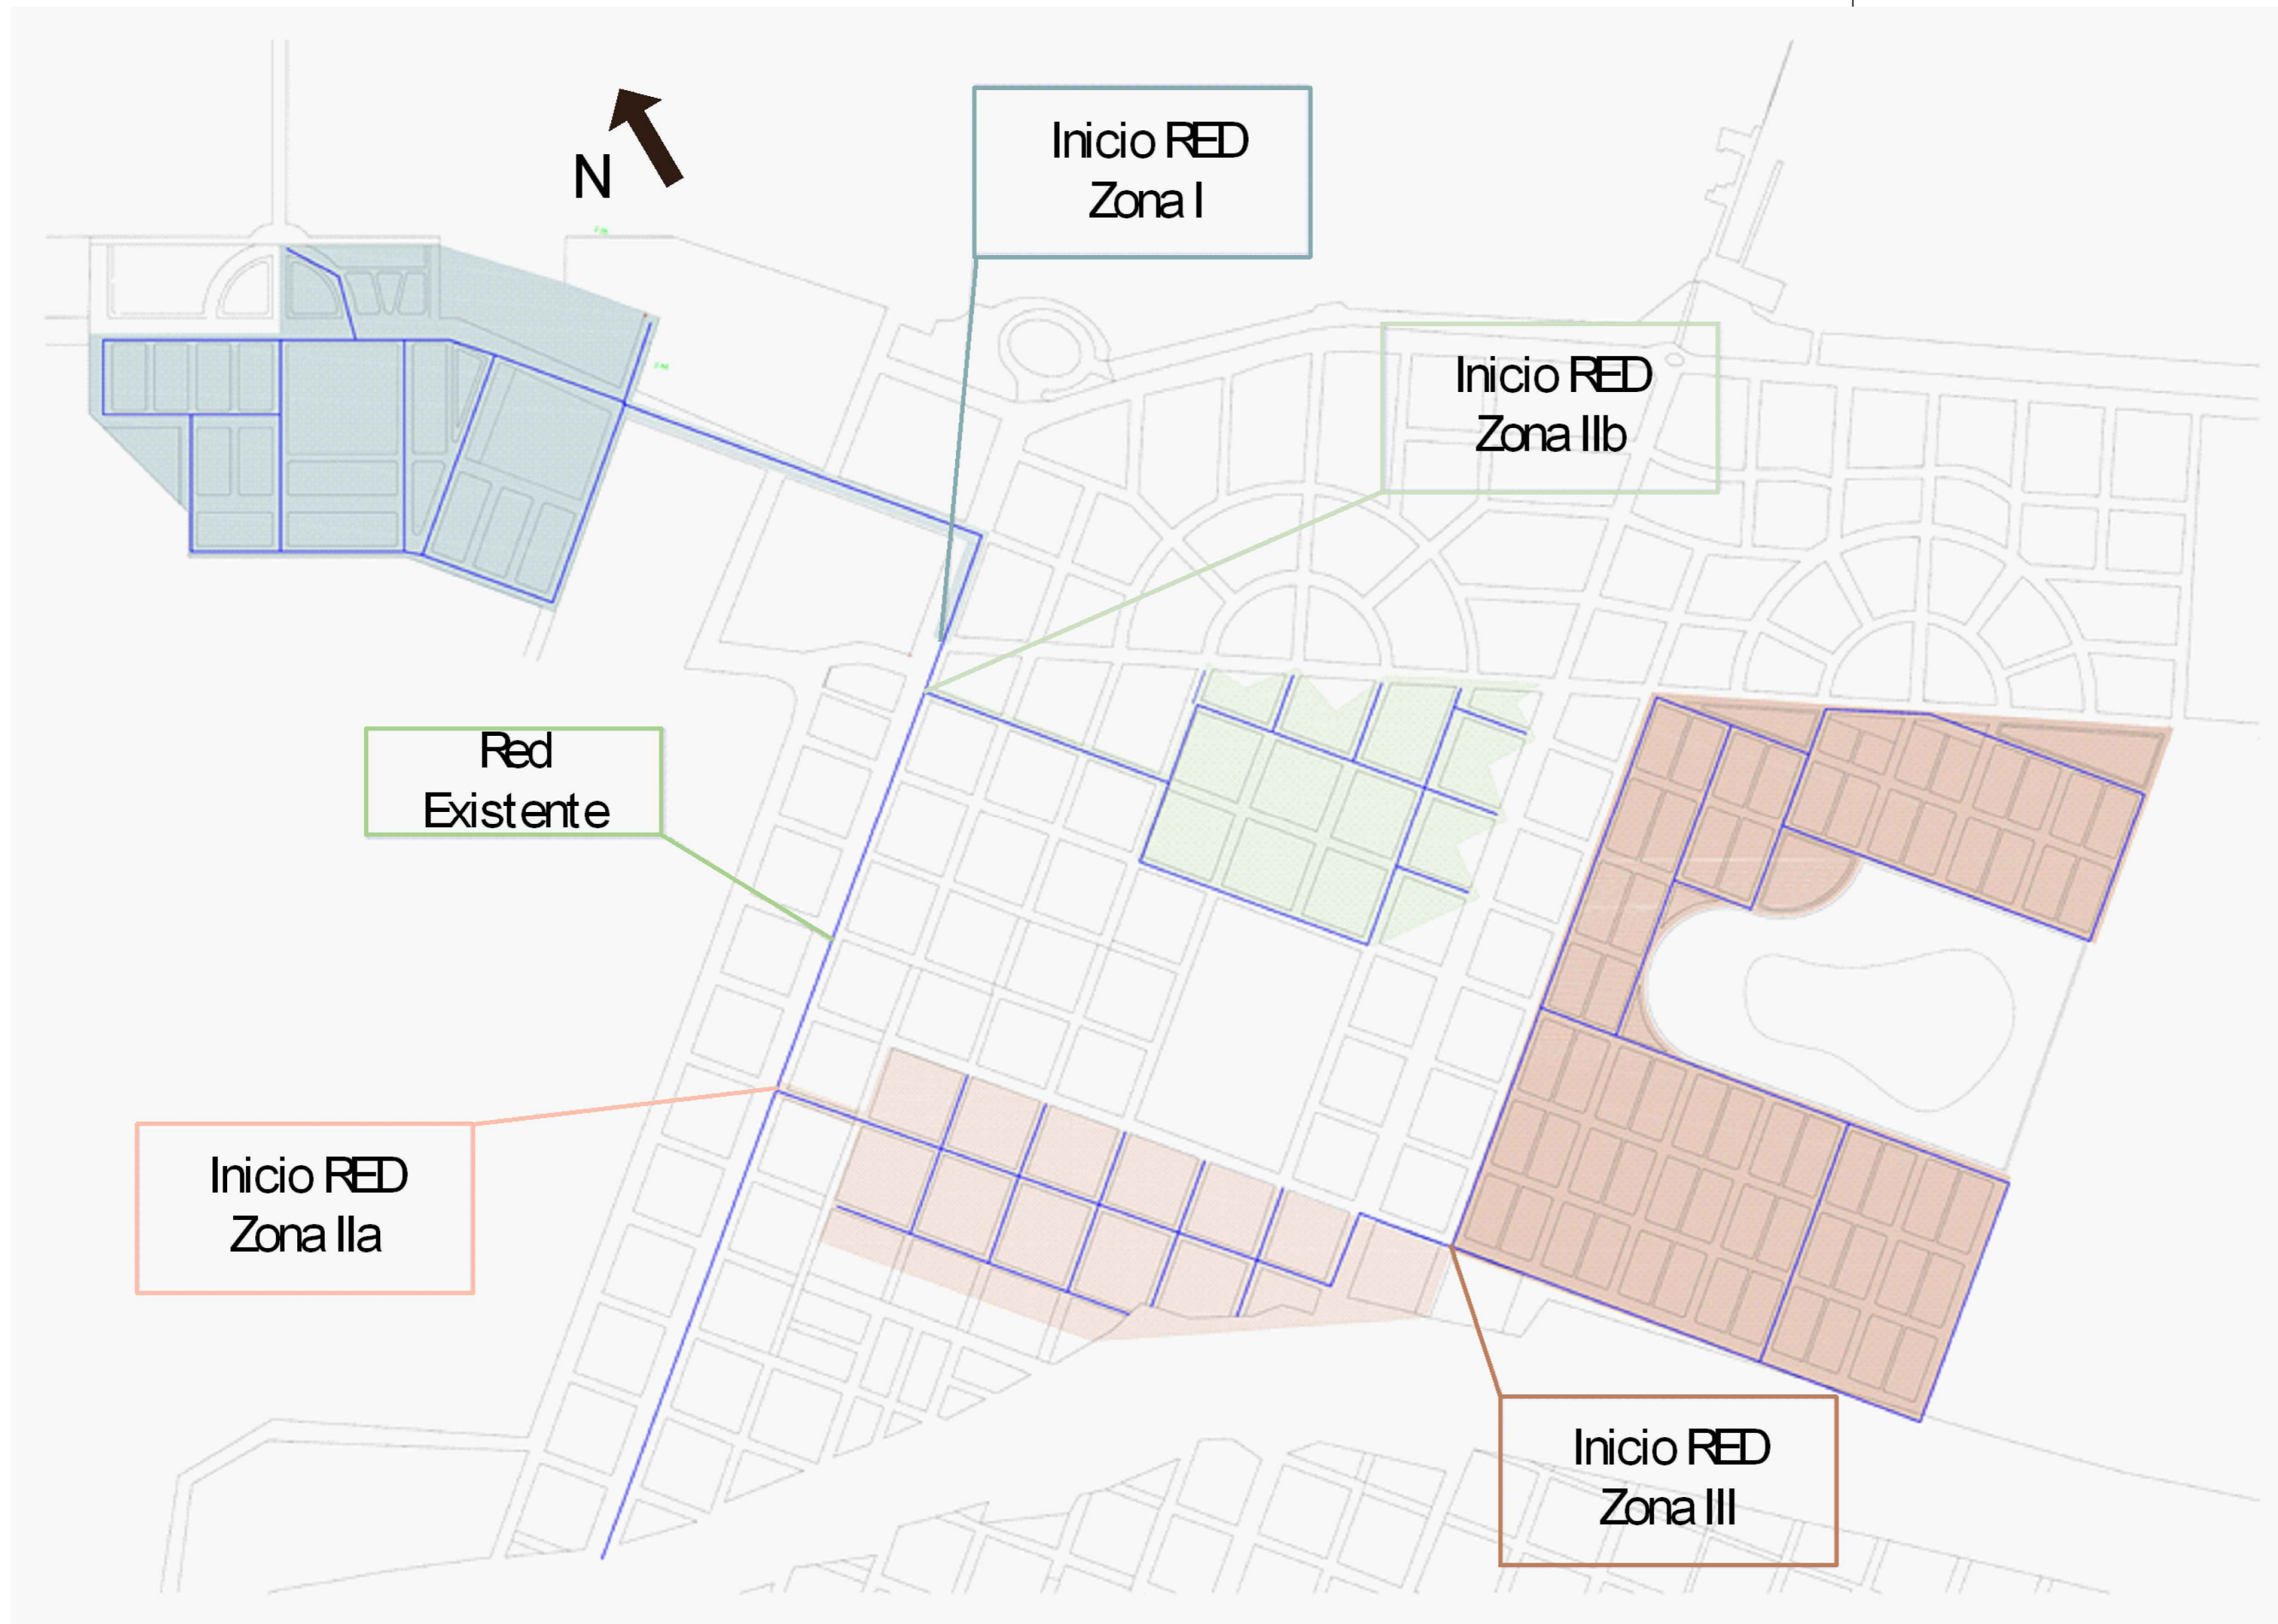 N
Inicio RED
Zona I
Inicio RED
Zona IIb
Red
Existente
Inicio RED
Zona IIa
Inicio RED
Zona III